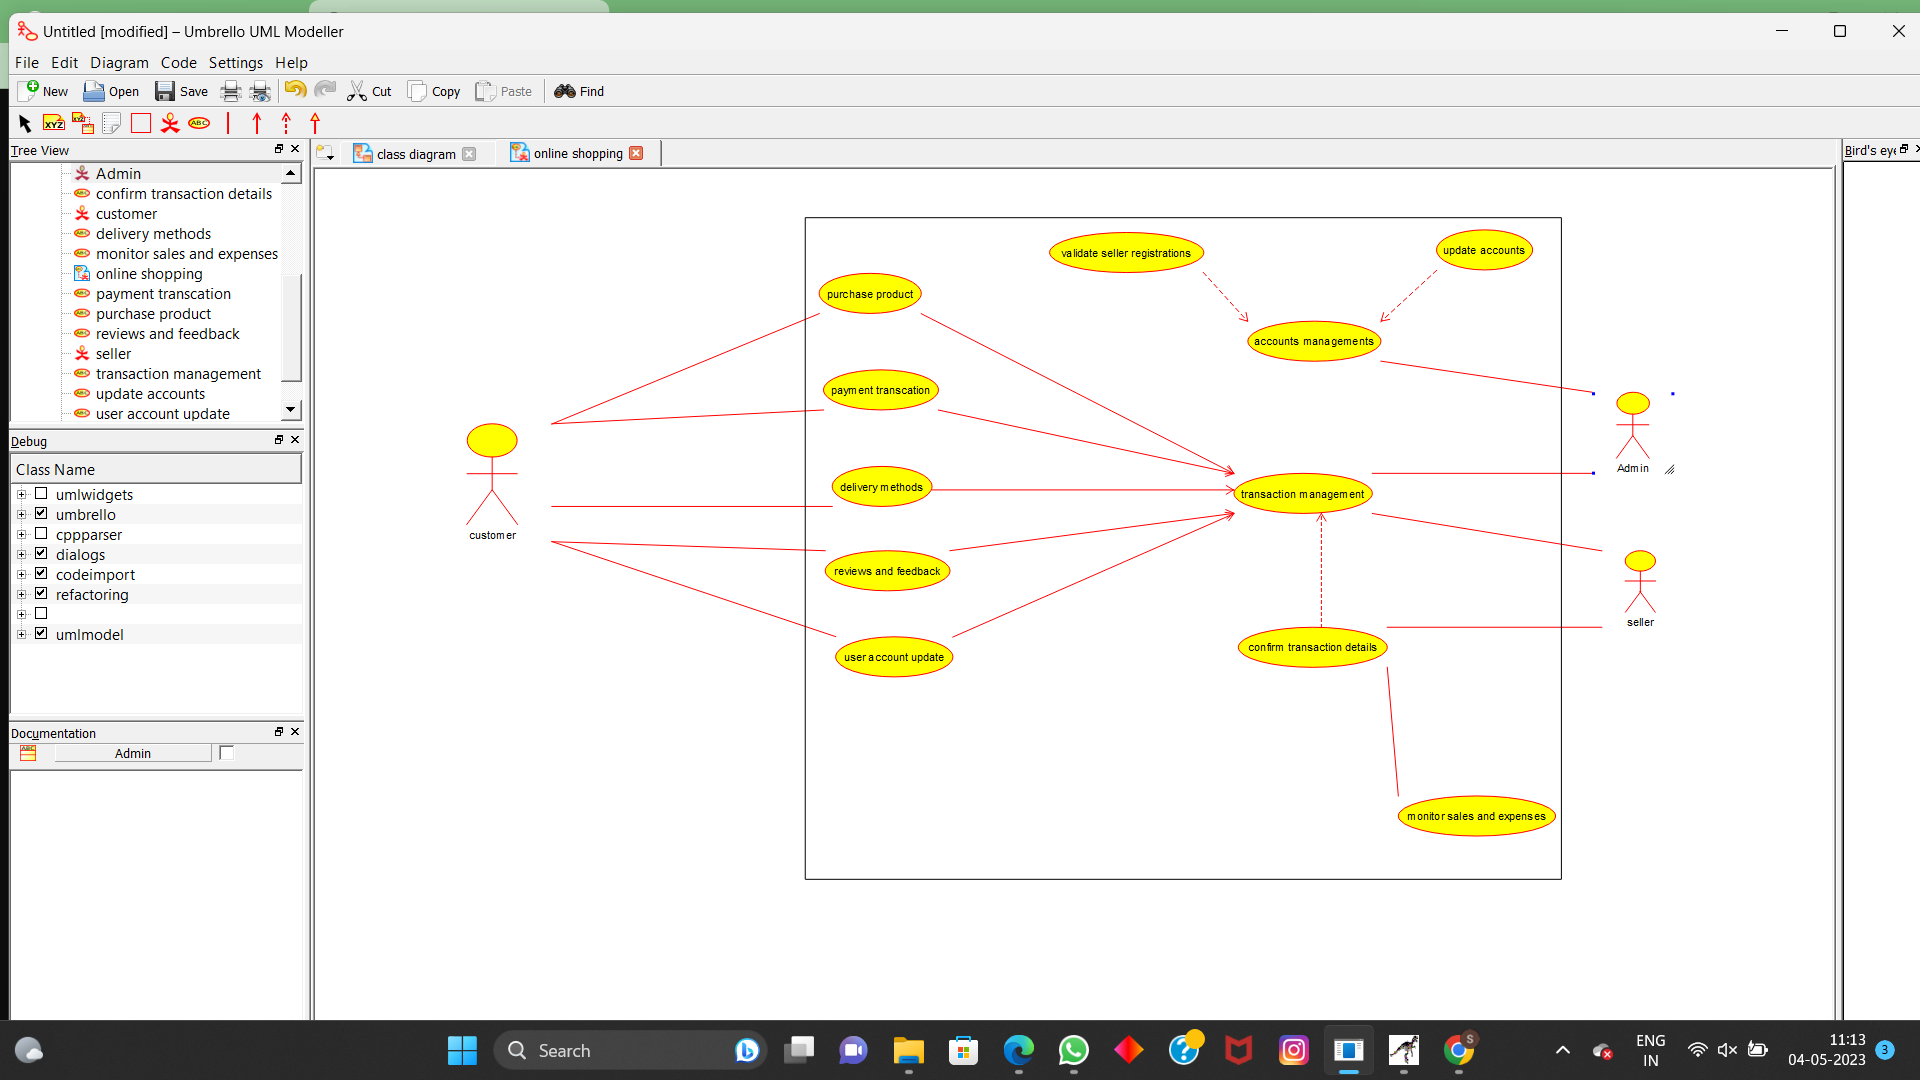 Untitled [modified] – Umbrello UML Modeller
File Edit Diagram Code Settings Help
New Open Save Cut Copy Paste Find
XYZ ABC
Tree View
class diagram
online shopping
Bird's eye
Admin
confirm transaction details
customer
delivery methods
monitor sales and expenses
online shopping
payment transcation
purchase product
reviews and feedback
seller
transaction management
update accounts
user account update
Debug
Class Name
umlwidgets
umbrello
cppparser
dialogs
codeimport
refactoring
umlmodel
Documentation
Admin
validate seller registrations
update accounts
purchase product
accounts managements
payment transcation
Admin
delivery methods
transaction management
customer
reviews and feedback
seller
confirm transaction details
user account update
monitor sales and expenses
Search
S
ENG
IN
11:13
04-05-2023
3